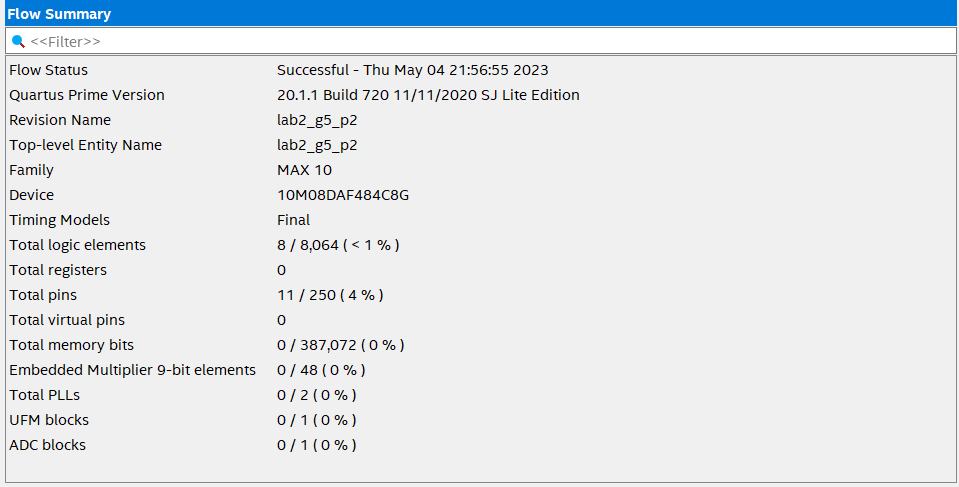 Flow Summary
<<Filter>>
Flow Status Successful - Thu May 04 21:56:55 2023
Quartus Prime Version 20.1.1 Build 720 11/11/2020 SJ Lite Edition
Revision Name lab2_g5_p2
Top-level Entity Name lab2_g5_p2
Family MAX 10
Device 10M08DAF484C8G
Timing Models Final
Total logic elements 8 / 8,064 ( < 1 % )
Total registers 0
Total pins 11 / 250 ( 4 % )
Total virtual pins 0
Total memory bits 0 / 387,072 ( 0 % )
Embedded Multiplier 9-bit elements 0 / 48 ( 0 % )
Total PLLs 0 / 2 ( 0 % )
UFM blocks 0 / 1 ( 0 % )
ADC blocks 0 / 1 ( 0 % )